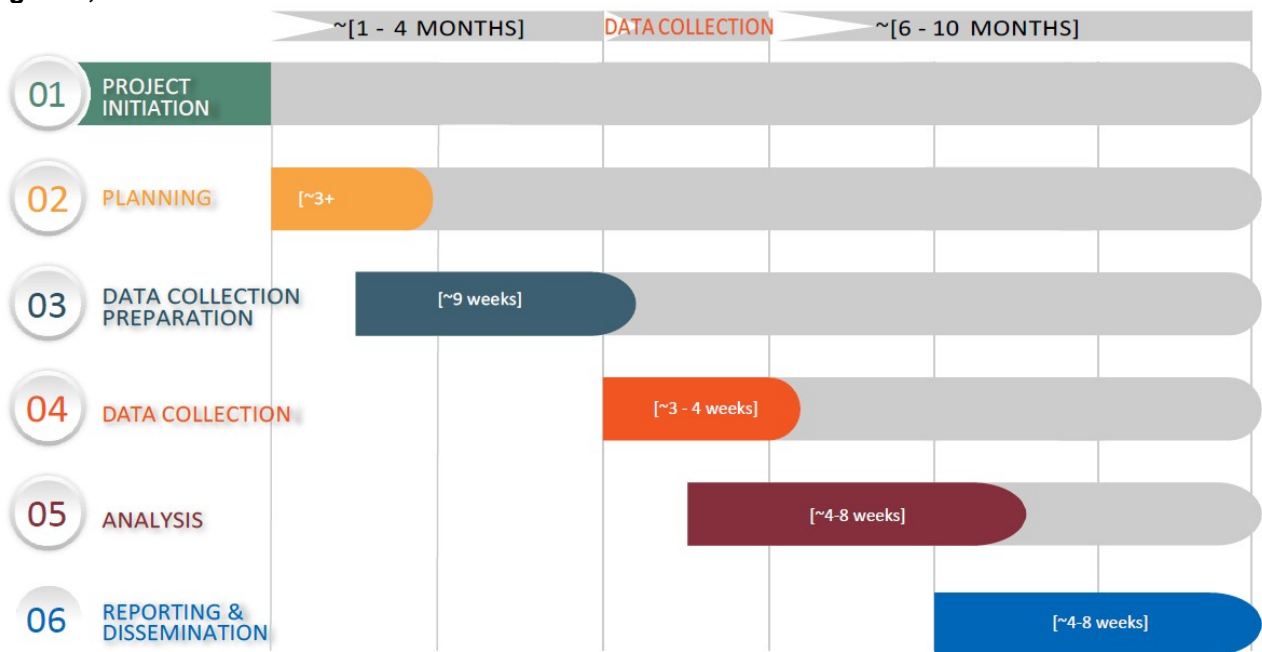 ~[1 - 4 MONTHS]
DATA COLLECTION
~[6 - 10 MONTHS]
01
PROJECT
INITIATION
02
PLANNING
[~3+
03
DATA COLLECTION
PREPARATION
[~9 weeks]
04
DATA COLLECTION
[~3 - 4 weeks]
05
ANALYSIS
[~4-8 weeks]
06
REPORTING &
DISSEMINATION
[~4-8 weeks]